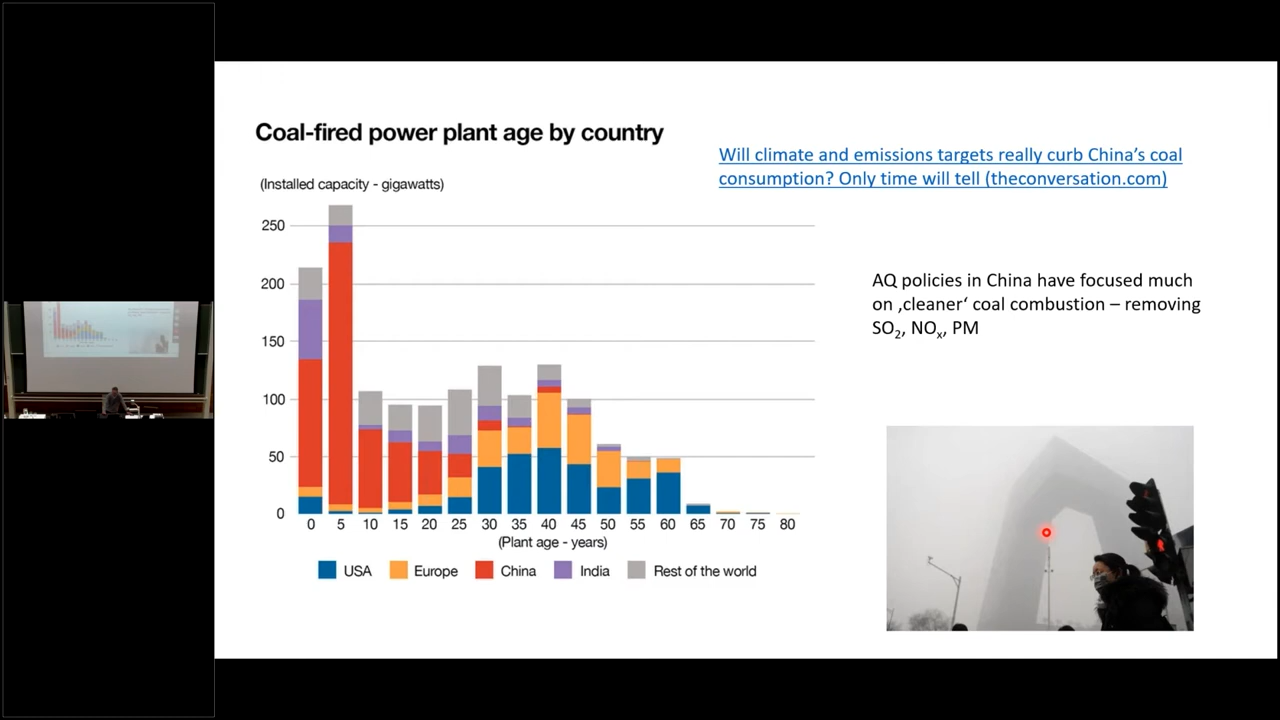 Coal-fired power plant age by country
(Installed capacity - gigawatts)
250
200
150
100
50
0
0 5 10 15 20 25 30 35 40 45 50 55 60 65 70 75 80
(Plant age - years)
USA Europe China India Rest of the world
Will climate and emissions targets really curb China’s coal
consumption? Only time will tell (theconversation.com)
AQ policies in China have focused much
on ‚cleaner‘ coal combustion – removing
SO₂, NOₓ, PM